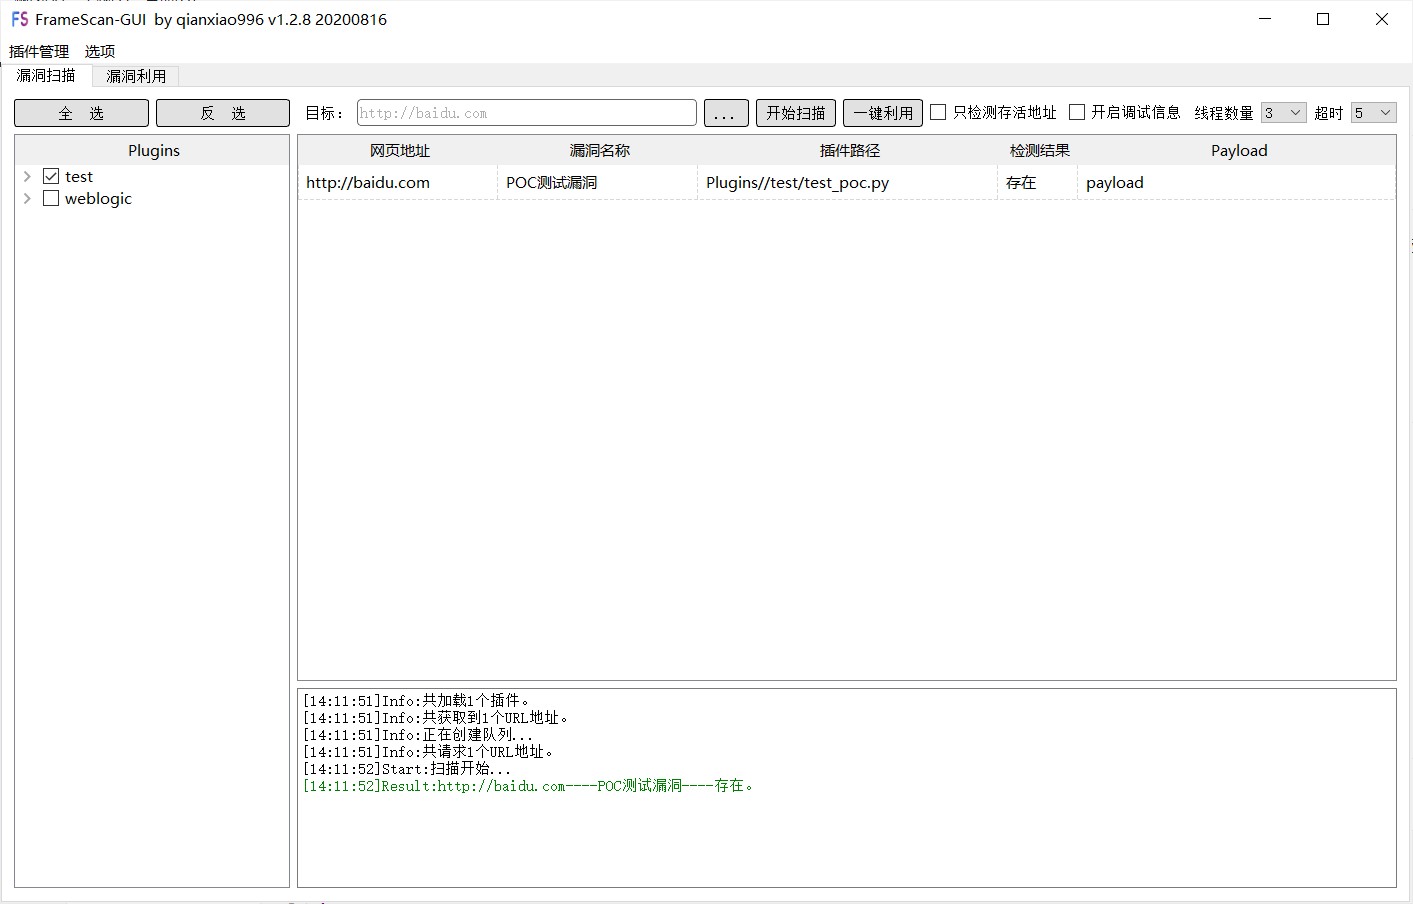 FS FrameScan-GUI by qianxiao996 v1.2.8 20200816
插件管理 选项
漏洞扫描 漏洞利用
全 选 反 选 目标： http://baidu.com ... 开始扫描 一键利用 只检测存活地址 开启调试信息 线程数量 3 超时 5
Plugins 网页地址 漏洞名称 插件路径 检测结果 Payload
test
weblogic
http://baidu.com POC测试漏洞 Plugins//test/test_poc.py 存在 payload
[14:11:51]Info:共加载1个插件。
[14:11:51]Info:共获取到1个URL地址。
[14:11:51]Info:正在创建队列...
[14:11:51]Info:共请求1个URL地址。
[14:11:52]Start:扫描开始...
[14:11:52]Result:http://baidu.com----POC测试漏洞----存在。